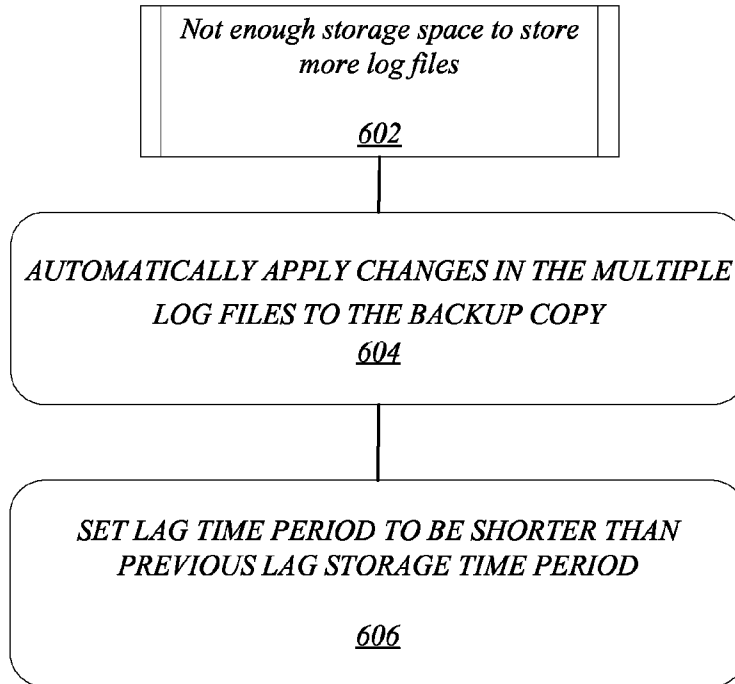 Not enough storage space to store
more log files
602
AUTOMATICALLY APPLY CHANGES IN THE MULTIPLE
LOG FILES TO THE BACKUP COPY
604
SET LAG TIME PERIOD TO BE SHORTER THAN
PREVIOUS LAG STORAGE TIME PERIOD
606